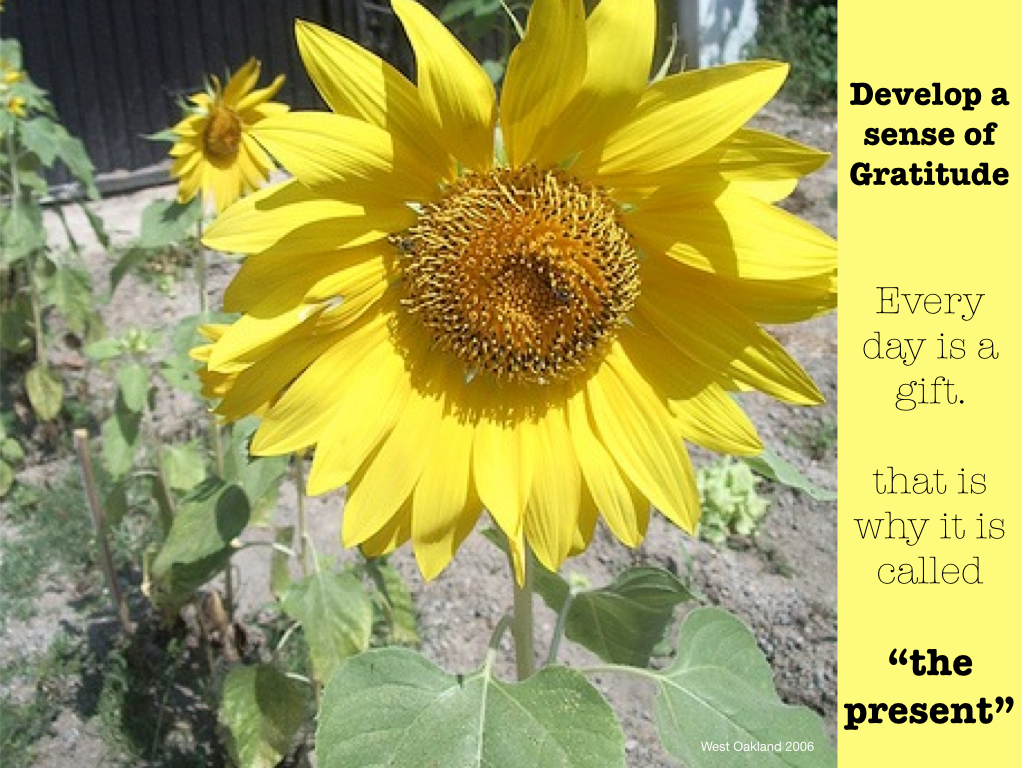 Develop a
sense of
Gratitude
Every
day is a
gift.
that is
why it is
called
“the
present”
West Oakland 2006